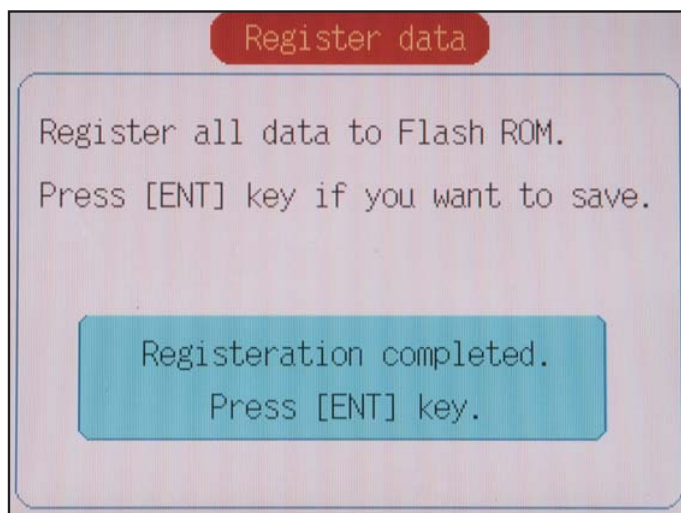 Register data
Register all data to Flash ROM.
Press [ENT] key if you want to save.
Registeration completed.
Press [ENT] key.